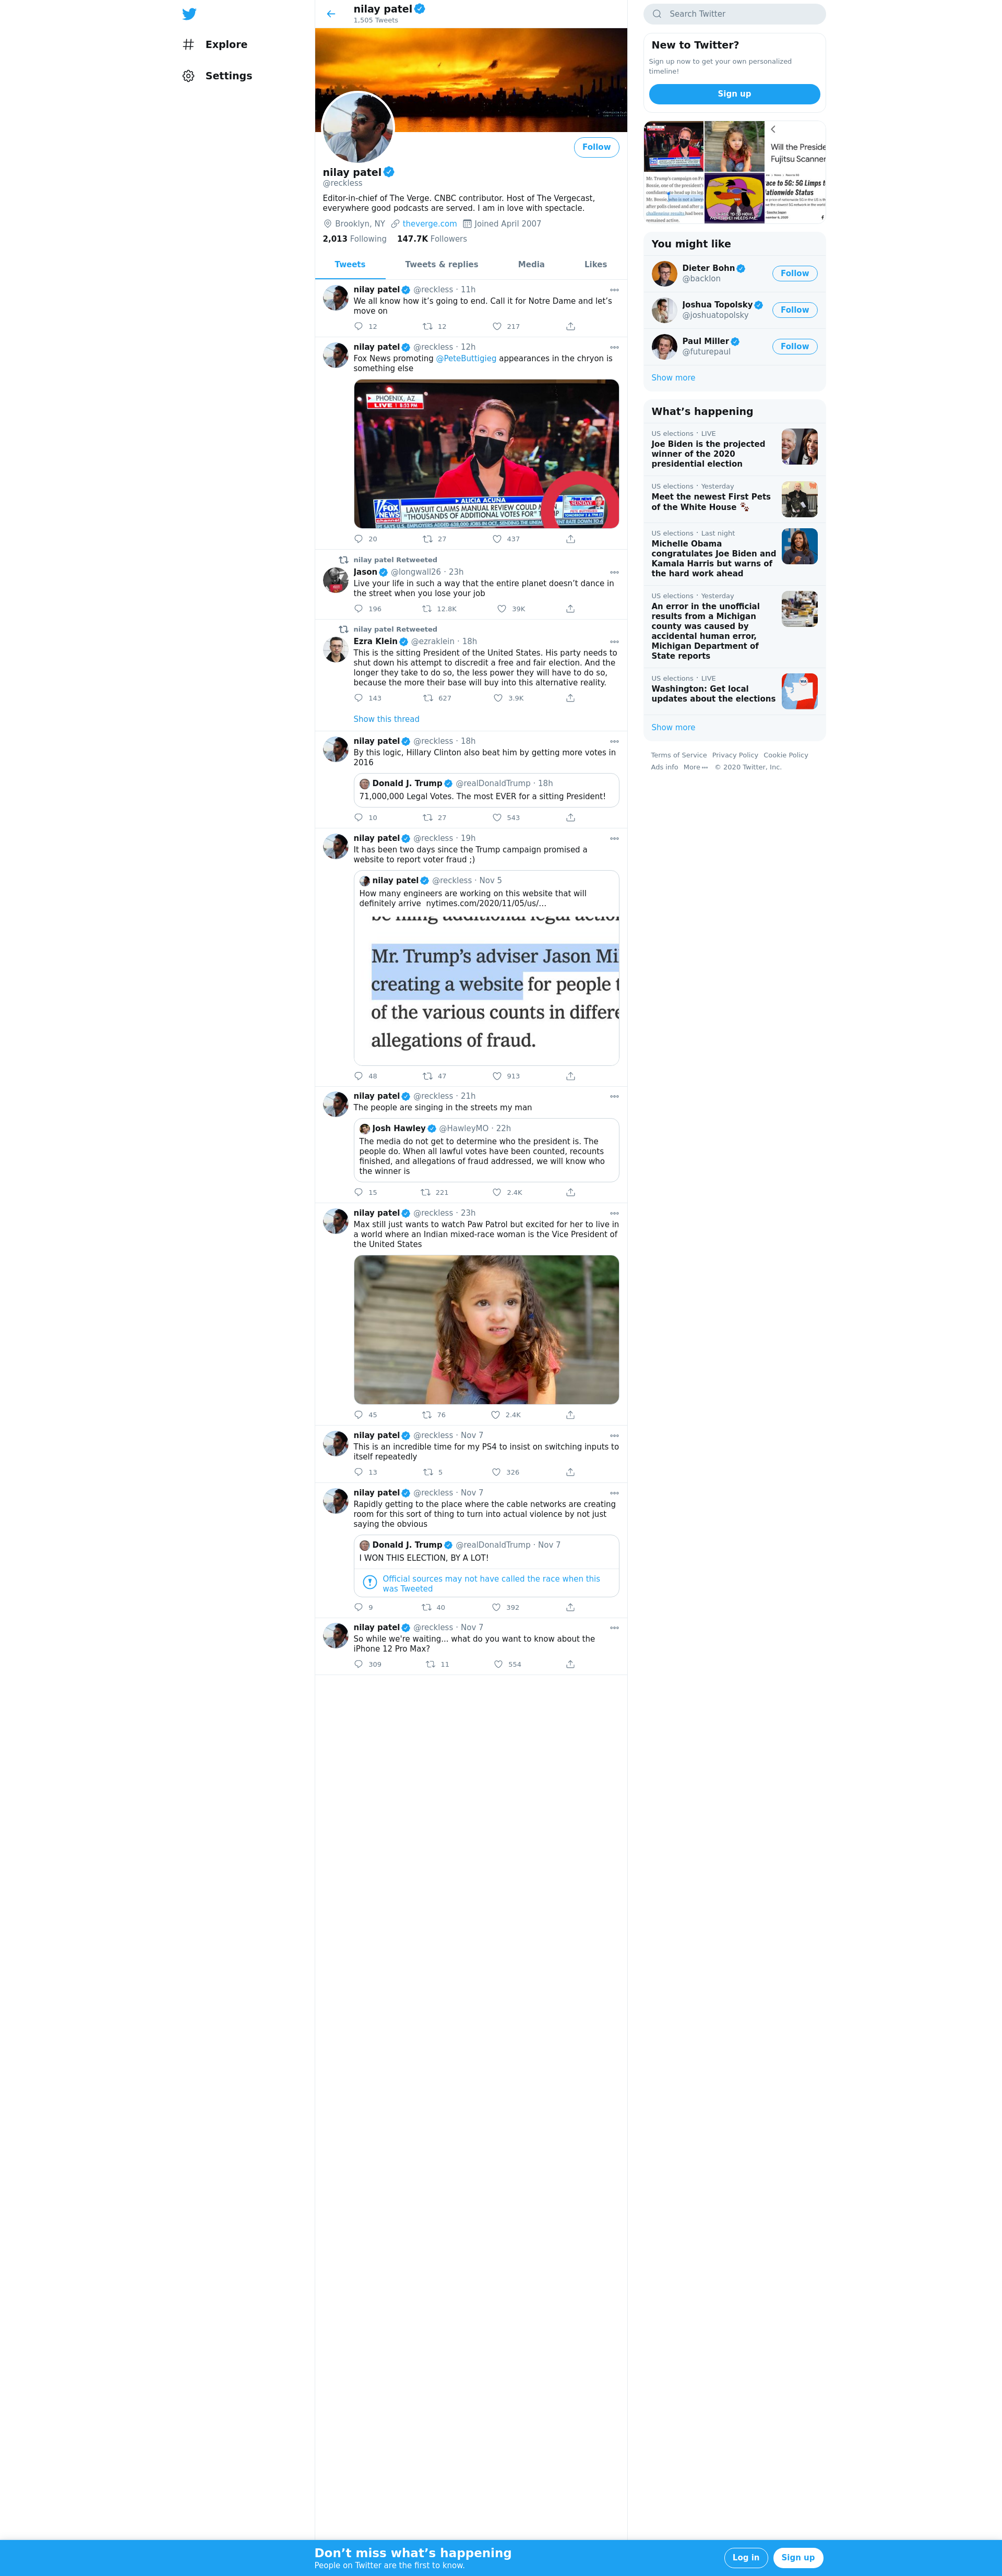 Explore
Settings
nilay patel
1,505 Tweets
Follow
nilay patel
@reckless
Editor-in-chief of The Verge. CNBC contributor. Host of The Vergecast,
everywhere good podcasts are served. I am in love with spectacle.
Brooklyn, NY theverge.com Joined April 2007
2,013 Following 147.7K Followers
Tweets Tweets & replies Media Likes
nilay patel @reckless · 11h
We all know how it’s going to end. Call it for Notre Dame and let’s
move on
12 12 217
nilay patel @reckless · 12h
Fox News promoting @PeteButtigieg appearances in the chryon is
something else
PHOENIX, AZ
LIVE 8:55 PM
ALICIA ACUNA
FOX NEWS
LAWSUIT CLAIMS MANUAL REVIEW COULD
"THOUSANDS OF ADDITIONAL VOTES FOR" T
SUNDAY
20 27 437
nilay patel Retweeted
Jason @longwall26 · 23h
Live your life in such a way that the entire planet doesn’t dance in
the street when you lose your job
196 12.8K 39K
nilay patel Retweeted
Ezra Klein @ezraklein · 18h
This is the sitting President of the United States. His party needs to
shut down his attempt to discredit a free and fair election. And the
longer they take to do so, the less power they will have to do so,
because the more their base will buy into this alternative reality.
143 627 3.9K
Show this thread
nilay patel @reckless · 18h
By this logic, Hillary Clinton also beat him by getting more votes in
2016
Donald J. Trump @realDonaldTrump · 18h
71,000,000 Legal Votes. The most EVER for a sitting President!
10 27 543
nilay patel @reckless · 19h
It has been two days since the Trump campaign promised a
website to report voter fraud ;)
nilay patel @reckless · Nov 5
How many engineers are working on this website that will
definitely arrive nytimes.com/2020/11/05/us/…
be filing additional legal action
Mr. Trump’s adviser Jason Mi
creating a website for people t
of the various counts in differe
allegations of fraud.
48 47 913
nilay patel @reckless · 21h
The people are singing in the streets my man
Josh Hawley @HawleyMO · 22h
The media do not get to determine who the president is. The
people do. When all lawful votes have been counted, recounts
finished, and allegations of fraud addressed, we will know who
the winner is
15 221 2.4K
nilay patel @reckless · 23h
Max still just wants to watch Paw Patrol but excited for her to live in
a world where an Indian mixed-race woman is the Vice President of
the United States
45 76 2.4K
nilay patel @reckless · Nov 7
This is an incredible time for my PS4 to insist on switching inputs to
itself repeatedly
13 5 326
nilay patel @reckless · Nov 7
Rapidly getting to the place where the cable networks are creating
room for this sort of thing to turn into actual violence by not just
saying the obvious
Donald J. Trump @realDonaldTrump · Nov 7
I WON THIS ELECTION, BY A LOT!
Official sources may not have called the race when this
was Tweeted
9 40 392
nilay patel @reckless · Nov 7
So while we’re waiting... what do you want to know about the
iPhone 12 Pro Max?
309 11 554
Search Twitter
New to Twitter?
Sign up now to get your own personalized
timeline!
Sign up
Will the Preside
Fujitsu Scanner
Mr. Trump’s campaign on Fr
Bossie, one of the president’s
ace to 5G: 5G Limps t
ationwide Status
You might like
Dieter Bohn
@backlon
Follow
Joshua Topolsky
@joshuatopolsky
Follow
Paul Miller
@futurepaul
Follow
Show more
What’s happening
US elections · LIVE
Joe Biden is the projected
winner of the 2020
presidential election
US elections · Yesterday
Meet the newest First Pets
of the White House 🐾
US elections · Last night
Michelle Obama
congratulates Joe Biden and
Kamala Harris but warns of
the hard work ahead
US elections · Yesterday
An error in the unofficial
results from a Michigan
county was caused by
accidental human error,
Michigan Department of
State reports
US elections · LIVE
Washington: Get local
updates about the elections
WA
Show more
Terms of Service Privacy Policy Cookie Policy
Ads info More ••• © 2020 Twitter, Inc.
Don’t miss what’s happening
People on Twitter are the first to know.
Log in Sign up